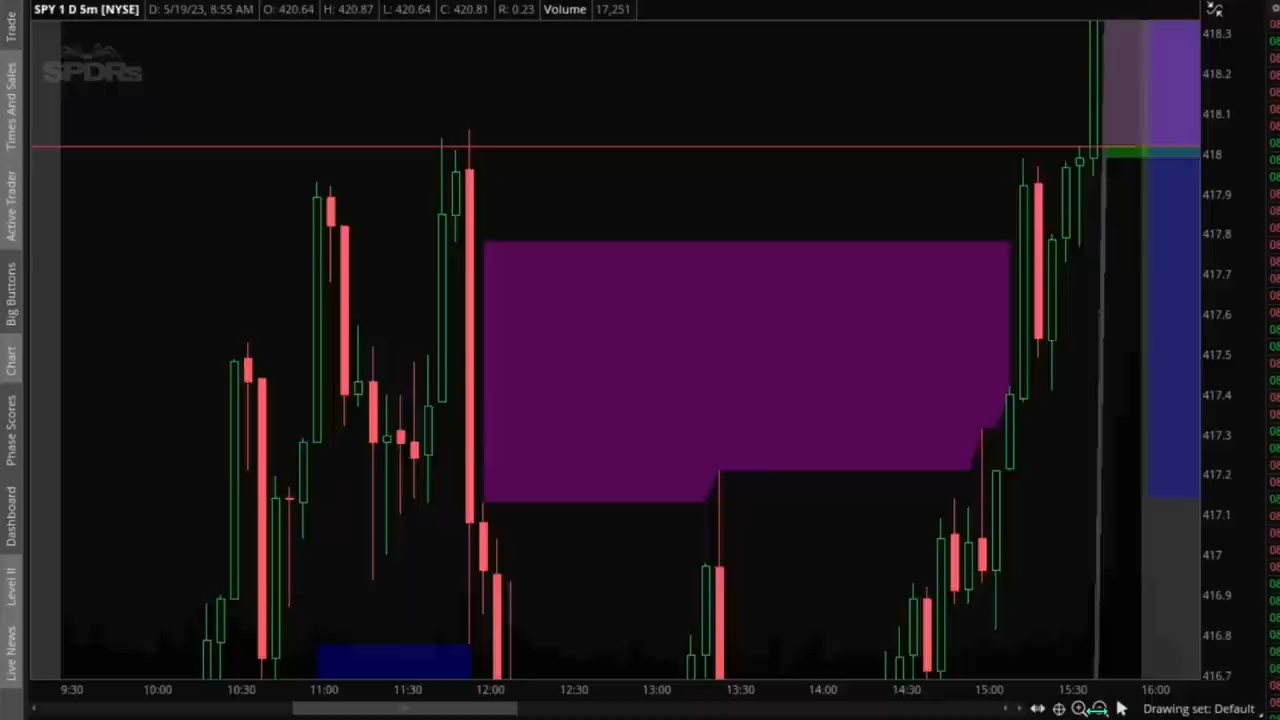 SPY 1 D 5m [NYSE] D: 5/19/23, 8:55 AM O: 420.64 H: 420.87 L: 420.64 C: 420.81 R: 0.23 Volume 17,251
SPDRs
Trade
Times And Sales
Active Trader
Big Buttons
Chart
Phase Scores
Dashboard
Level II
Live News
418.3
418.2
418.1
418
417.9
417.8
417.7
417.6
417.5
417.4
417.3
417.2
417.1
417
416.9
416.8
416.7
9:30 10:00 10:30 11:00 11:30 12:00 12:30 13:00 13:30 14:00 14:30 15:00 15:30 16:00
Drawing set: Default